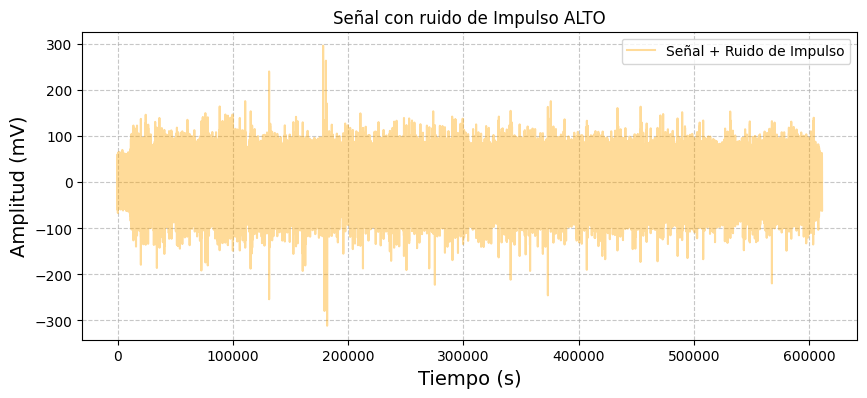 Señal con ruido de Impulso ALTO
Señal + Ruido de Impulso
Amplitud (mV)
300
200
100
0
−100
−200
−300
0 100000 200000 300000 400000 500000 600000
Tiempo (s)